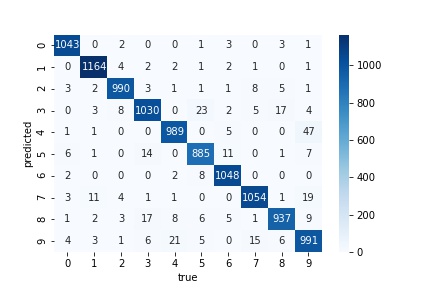 0 1043 0 2 0 0 1 3 0 3 1
1 0 1164 4 2 2 1 2 1 0 1
2 3 2 990 3 1 1 1 8 5 1
3 0 3 8 1030 0 23 2 5 17 4
4 1 1 0 0 989 0 5 0 0 47
5 6 1 0 14 0 885 11 0 1 7
6 2 0 0 0 2 8 1048 0 0 0
7 3 11 4 1 1 0 0 1054 1 19
8 1 2 3 17 8 6 5 1 937 9
9 4 3 1 6 21 5 0 15 6 991
0 1 2 3 4 5 6 7 8 9
true
predicted
1000
800
600
400
200
0